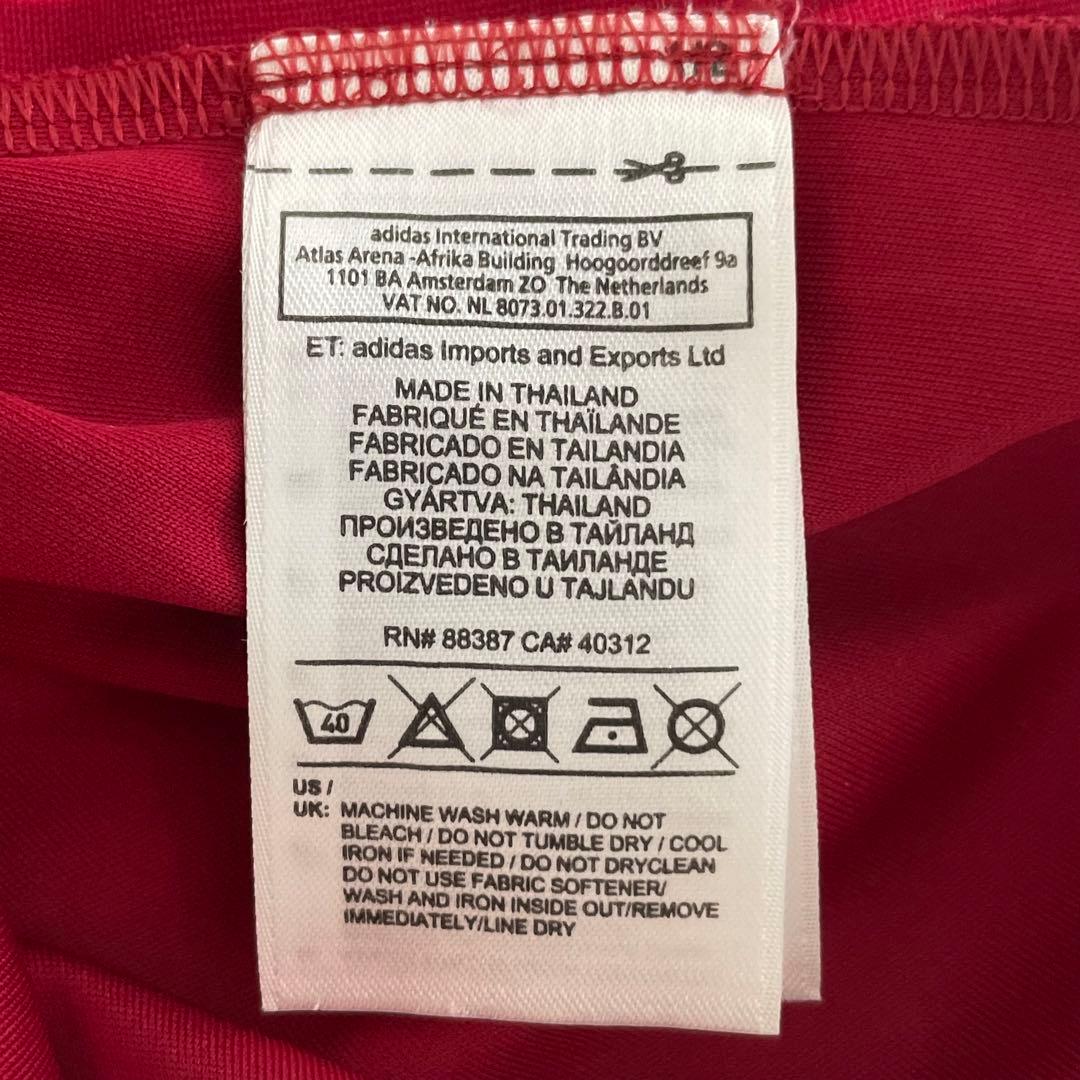 adidas International Trading BV
Atlas Arena -Afrika Building Hoogoorddreef 9a
1101 BA Amsterdam ZO The Netherlands
VAT NO. NL 8073.01.322.B.01
ET: adidas Imports and Exports Ltd
MADE IN THAILAND
FABRIQUÉ EN THAÏLANDE
FABRICADO EN TAILANDIA
FABRICADO NA TAILÂNDIA
GYÁRTVA: THAILAND
ПРОИЗВЕДЕНО В ТАЙЛАНД
СДЕЛАНО В ТАИЛАНДЕ
PROIZVEDENO U TAJLANDU
RN# 88387 CA# 40312
40
US /
UK: MACHINE WASH WARM / DO NOT
BLEACH / DO NOT TUMBLE DRY / COOL
IRON IF NEEDED / DO NOT DRYCLEAN
DO NOT USE FABRIC SOFTENER/
WASH AND IRON INSIDE OUT/REMOVE
IMMEDIATELY/LINE DRY